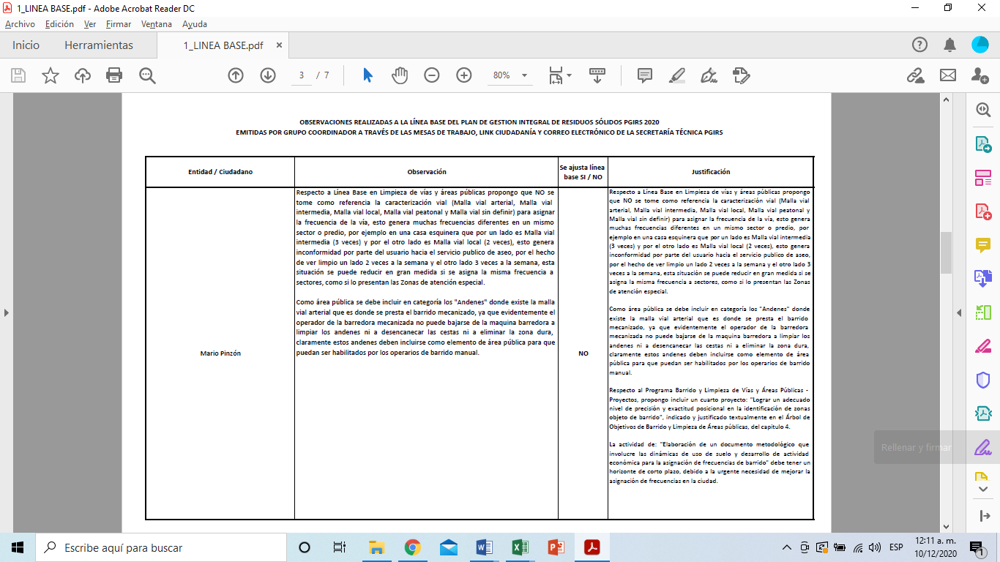 1_LINEA BASE.pdf - Adobe Acrobat Reader DC
Archivo Edición Ver Firmar Ventana Ayuda
Inicio Herramientas 1_LINEA BASE.pdf ×
3 / 7 80%
OBSERVACIONES REALIZADAS A LA LÍNEA BASE DEL PLAN DE GESTION INTEGRAL DE RESIDUOS SÓLIDOS PGIRS 2020
EMITIDAS POR GRUPO COORDINADOR A TRAVÉS DE LAS MESAS DE TRABAJO, LINK CIUDADANÍA Y CORREO ELECTRÓNICO DE LA SECRETARÍA TÉCNICA PGIRS
Entidad / Ciudadano
Observación
Se ajusta línea
base SI / NO
Justificación
Mario Pinzón
Respecto a Línea Base en Limpieza de vías y áreas públicas propongo que NO se
tome como referencia la caracterización vial (Malla vial arterial, Malla vial
intermedia, Malla vial local, Malla vial peatonal y Malla vial sin definir) para asignar
la frecuencia de la vía, esto genera muchas frecuencias diferentes en un mismo
sector o predio, por ejemplo en una casa esquinera que por un lado es Malla vial
intermedia (3 veces) y por el otro lado es Malla vial local (2 veces), esto genera
inconformidad por parte del usuario hacia el servicio publico de aseo, por el hecho
de ver limpio un lado 2 veces a la semana y el otro lado 3 veces a la semana, esta
situación se puede reducir en gran medida si se asigna la misma frecuencia a
sectores, como si lo presentan las Zonas de atención especial.
Como área pública se debe incluir en categoría los "Andenes" donde existe la malla
vial arterial que es donde se presta el barrido mecanizado, ya que evidentemente el
operador de la barredora mecanizada no puede bajarse de la maquina barredora a
limpiar los andenes ni a desencanecar las cestas ni a eliminar la zona dura,
claramente estos andenes deben incluirse como elemento de área pública para que
puedan ser habilitados por los operarios de barrido manual.
NO
Respecto a Línea Base en Limpieza de vías y áreas públicas propongo
que NO se tome como referencia la caracterización vial (Malla vial
arterial, Malla vial intermedia, Malla vial local, Malla vial peatonal y
Malla vial sin definir) para asignar la frecuencia de la vía, esto genera
muchas frecuencias diferentes en un mismo sector o predio, por
ejemplo en una casa esquinera que por un lado es Malla vial intermedia
(3 veces) y por el otro lado es Malla vial local (2 veces), esto genera
inconformidad por parte del usuario hacia el servicio publico de aseo,
por el hecho de ver limpio un lado 2 veces a la semana y el otro lado 3
veces a la semana, esta situación se puede reducir en gran medida si se
asigna la misma frecuencia a sectores, como si lo presentan las Zonas
de atención especial.
Como área pública se debe incluir en categoría los "Andenes" donde
existe la malla vial arterial que es donde se presta el barrido
mecanizado, ya que evidentemente el operador de la barredora
mecanizada no puede bajarse de la maquina barredora a limpiar los
andenes ni a desencanecar las cestas ni a eliminar la zona dura,
claramente estos andenes deben incluirse como elemento de área
pública para que puedan ser habilitados por los operarios de barrido
manual.
Respecto al Programa Barrido y Limpieza de Vías y Áreas Públicas -
Proyectos, propongo incluir un cuarto proyecto: "Lograr un adecuado
nivel de precisión y exactitud posicional en la identificación de zonas
objeto de barrido", indicado y justificado textualmente en el Árbol de
Objetivos de Barrido y Limpieza de Áreas públicas, del capitulo 4.
La actividad de: "Elaboración de un documento metodológico que
involucre las dinámicas de uso de suelo y desarrollo de actividad
económica para la asignación de frecuencias de barrido" debe tener un
horizonte de corto plazo, debido a la urgente necesidad de mejorar la
asignación de frecuencias en la ciudad.
Rellenar y firmar
Escribe aquí para buscar
ESP
12:11 a. m.
10/12/2020
1